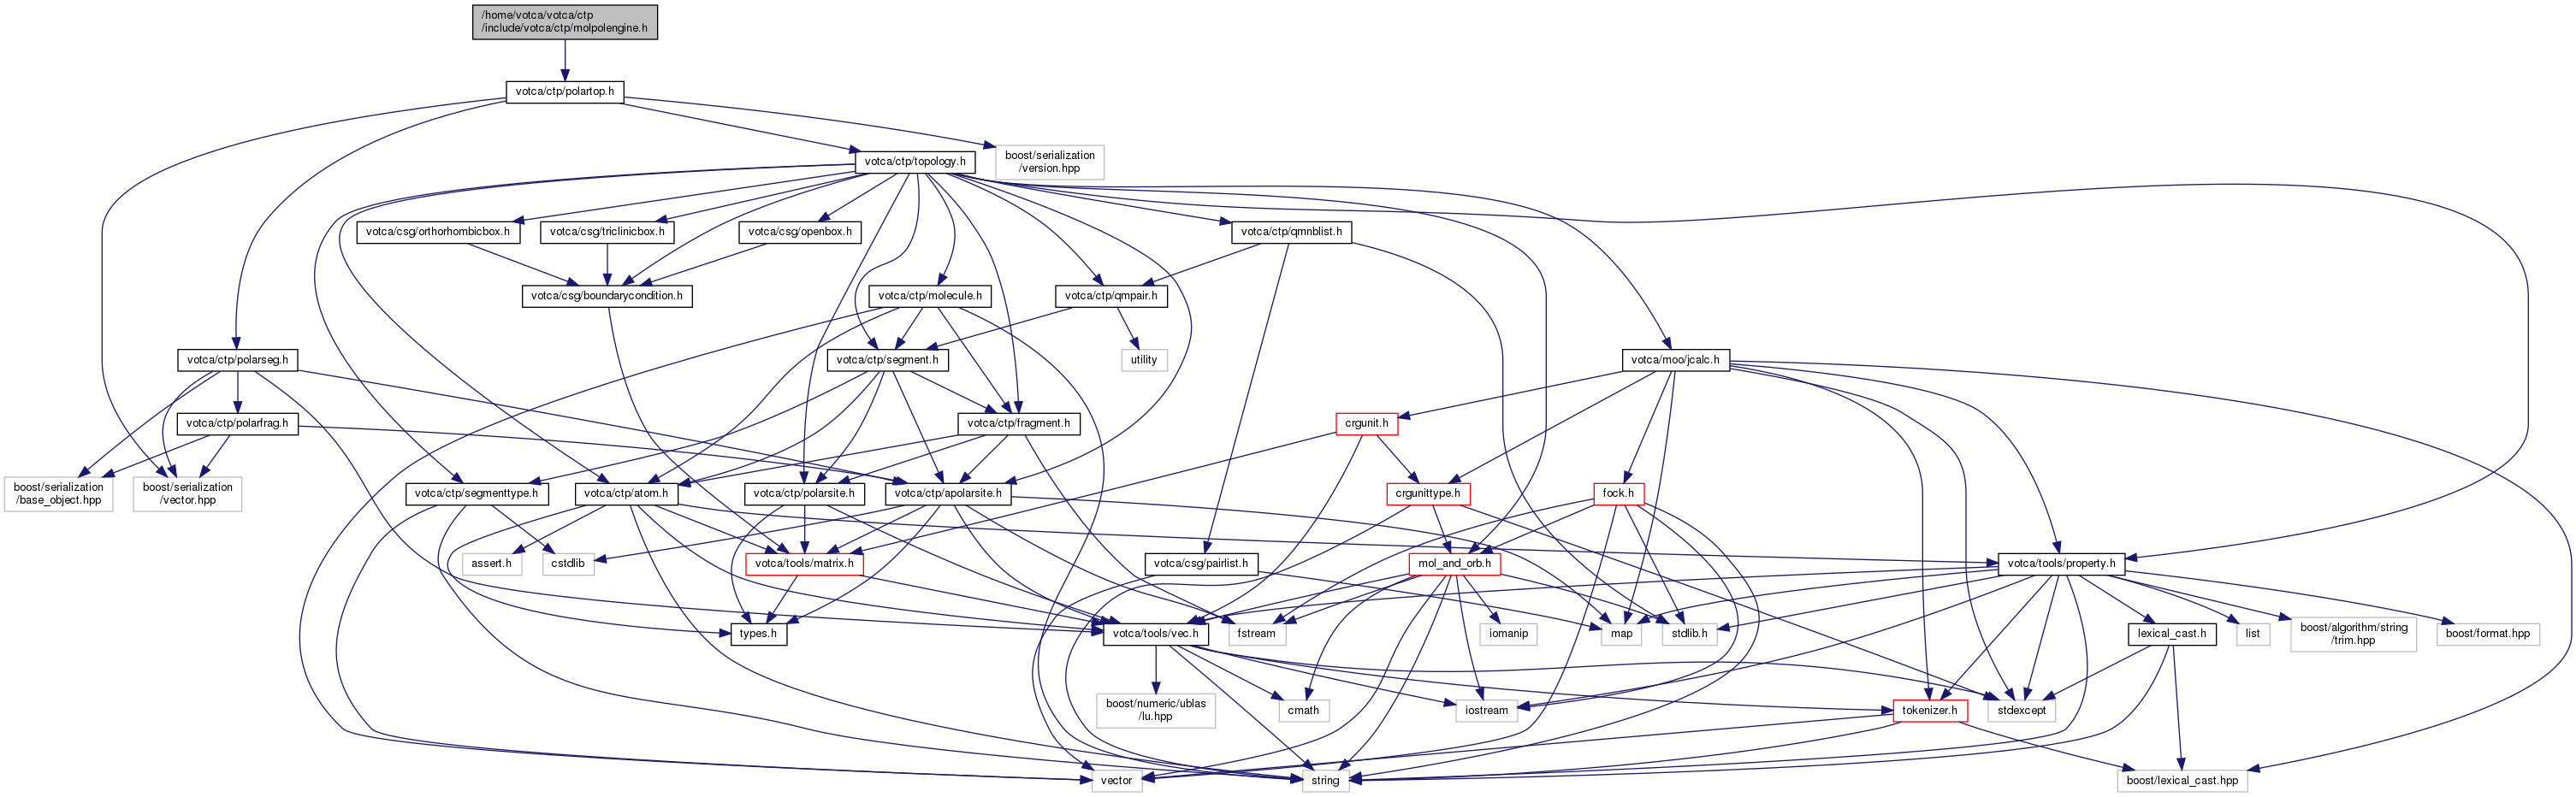 /home/votca/votca/ctp
/include/votca/ctp/molpolengine.h
votca/ctp/polartop.h
votca/ctp/topology.h
boost/serialization
/version.hpp
votca/csg/orthorhombicbox.h
votca/csg/triclinicbox.h
votca/csg/openbox.h
votca/ctp/qmnblist.h
votca/csg/boundarycondition.h
votca/ctp/molecule.h
votca/ctp/qmpair.h
votca/ctp/polarseg.h
votca/ctp/segment.h
utility
votca/moo/jcalc.h
votca/ctp/polarfrag.h
votca/ctp/fragment.h
crgunit.h
boost/serialization
/base_object.hpp
boost/serialization
/vector.hpp
votca/ctp/segmenttype.h
votca/ctp/atom.h
votca/ctp/polarsite.h
votca/ctp/apolarsite.h
crgunittype.h
fock.h
assert.h
cstdlib
votca/tools/matrix.h
votca/csg/pairlist.h
mol_and_orb.h
votca/tools/property.h
types.h
votca/tools/vec.h
fstream
iomanip
map
stdlib.h
lexical_cast.h
list
boost/algorithm/string
/trim.hpp
boost/format.hpp
boost/numeric/ublas
/lu.hpp
cmath
iostream
tokenizer.h
stdexcept
vector
string
boost/lexical_cast.hpp